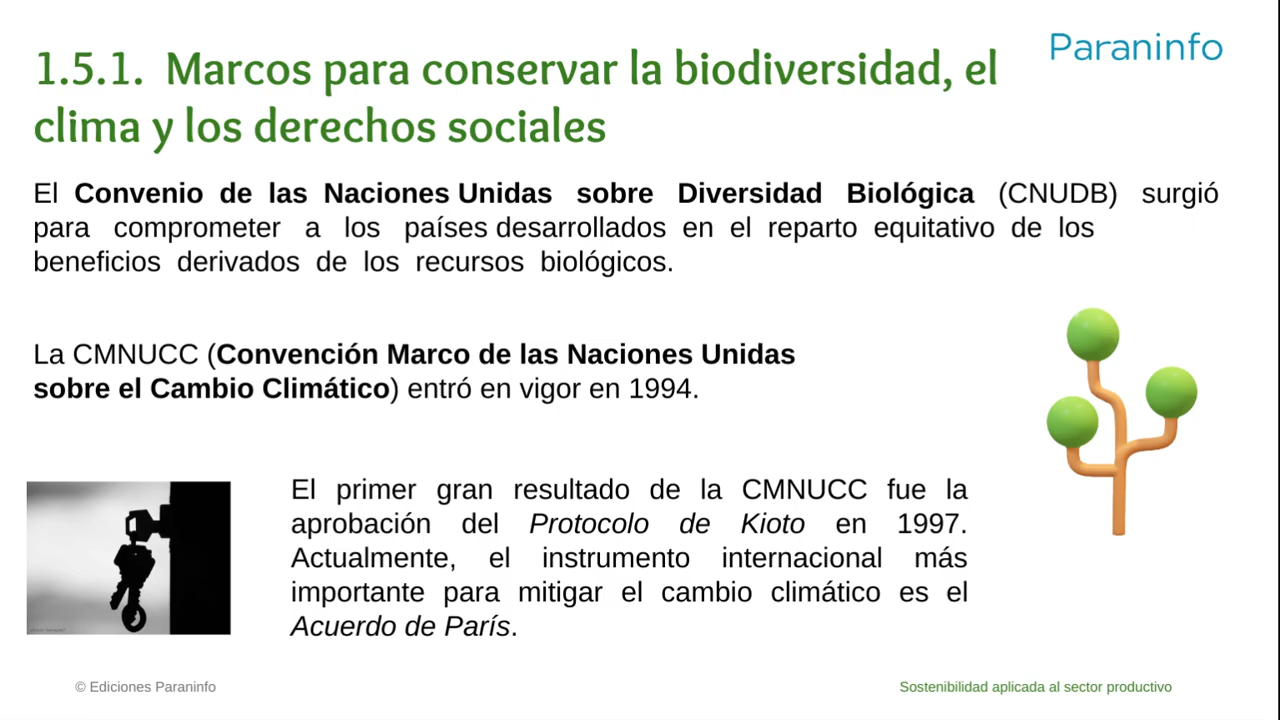 Paraninfo
1.5.1. Marcos para conservar la biodiversidad, el
clima y los derechos sociales
El Convenio de las Naciones Unidas sobre Diversidad Biológica (CNUDB) surgió
para comprometer a los países desarrollados en el reparto equitativo de los
beneficios derivados de los recursos biológicos.
La CMNUCC (Convención Marco de las Naciones Unidas
sobre el Cambio Climático) entró en vigor en 1994.
El primer gran resultado de la CMNUCC fue la
aprobación del Protocolo de Kioto en 1997.
Actualmente, el instrumento internacional más
importante para mitigar el cambio climático es el
Acuerdo de París.
© Ediciones Paraninfo
Sostenibilidad aplicada al sector productivo